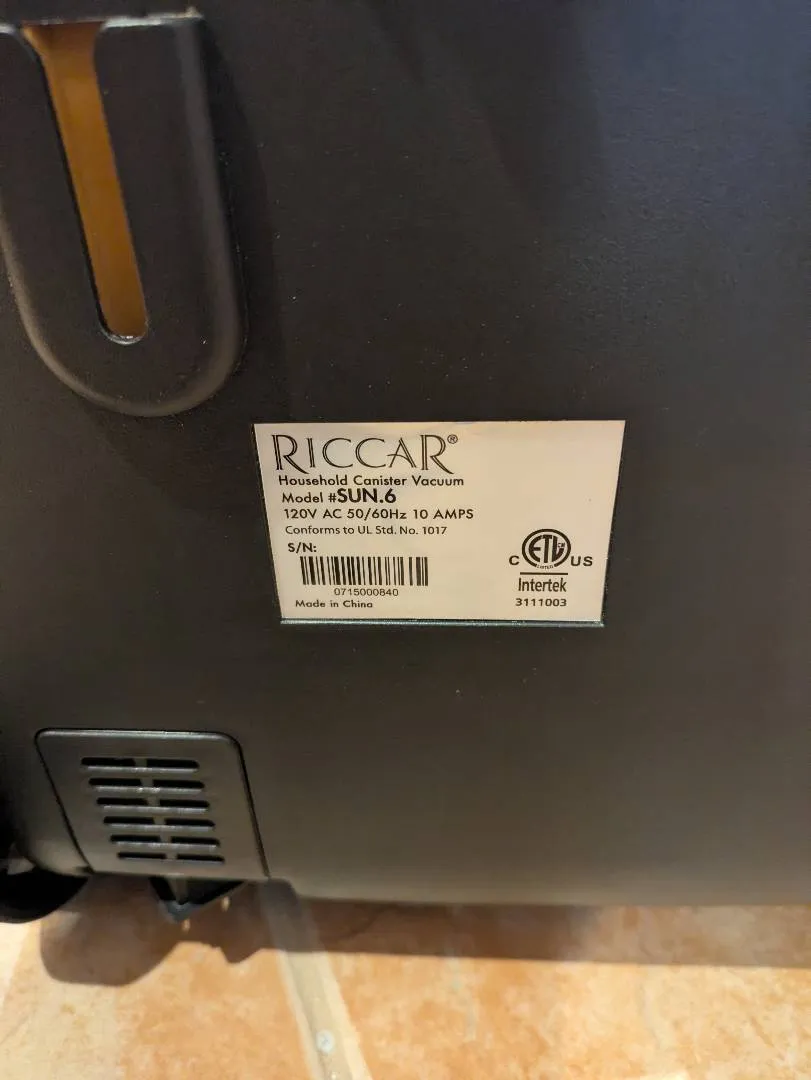 RICCAR®
Household Canister Vacuum
Model #SUN.6
120V AC 50/60Hz 10 AMPS
Conforms to UL Std. No. 1017
S/N:
0715000840
Made in China
C ETL US
LISTED
Intertek
3111003